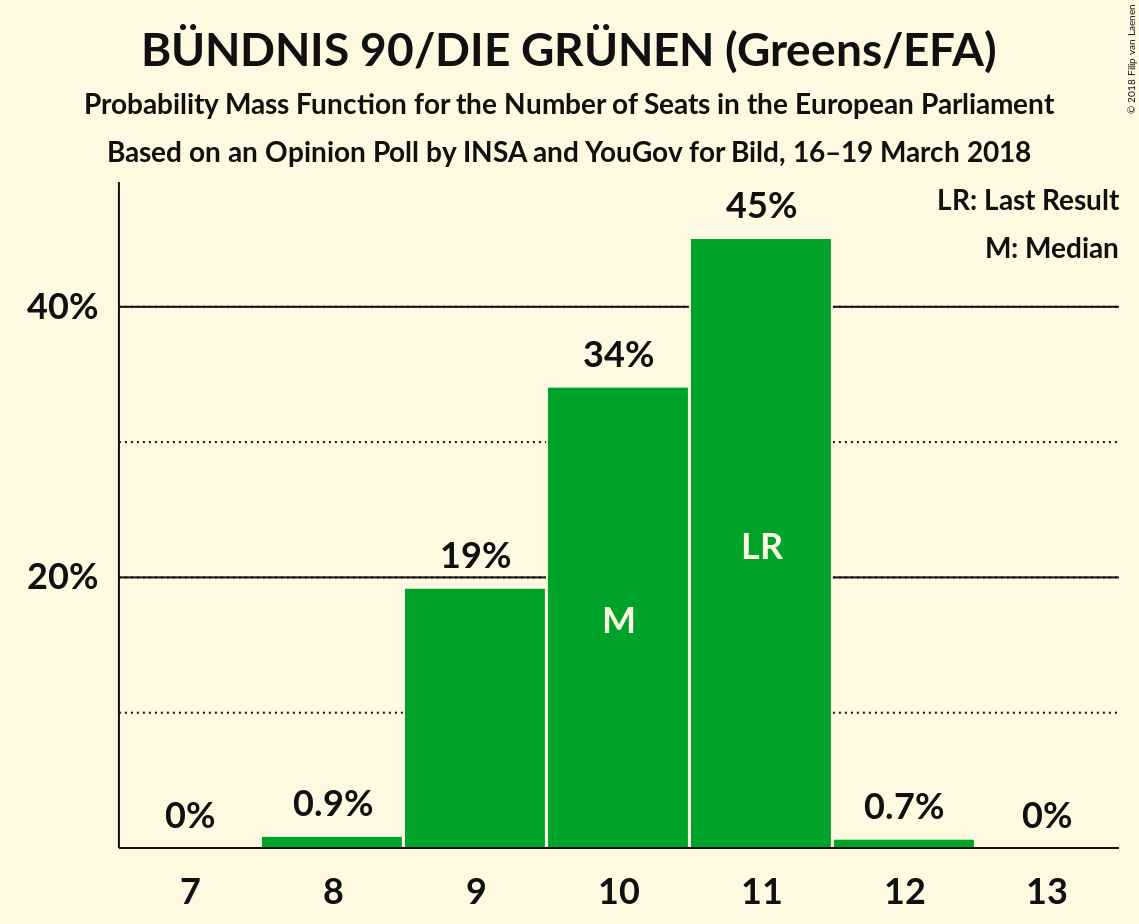 BÜNDNIS 90/DIE GRÜNEN (Greens/EFA)
Probability Mass Function for the Number of Seats in the European Parliament
Based on an Opinion Poll by INSA and YouGov for Bild, 16–19 March 2018
© 2018 Filip van Laenen
LR: Last Result
M: Median
40%
20%
0%
0.9%
19%
34%
45%
0.7%
0%
M
LR
7
8
9
10
11
12
13